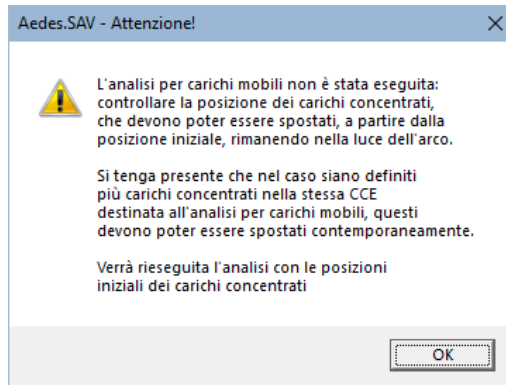 Aedes.SAV - Attenzione!
L'analisi per carichi mobili non è stata eseguita:
controllare la posizione dei carichi concentrati,
che devono poter essere spostati, a partire dalla
posizione iniziale, rimanendo nella luce dell'arco.
Si tenga presente che nel caso siano definiti
più carichi concentrati nella stessa CCE
destinata all'analisi per carichi mobili, questi
devono poter essere spostati contemporaneamente.
Verrà rieseguita l'analisi con le posizioni
iniziali dei carichi concentrati
OK